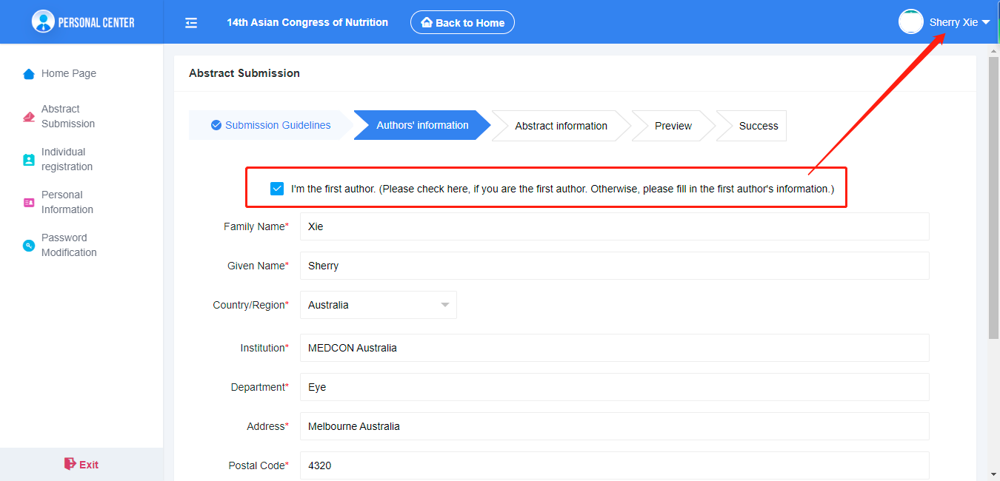 PERSONAL CENTER
14th Asian Congress of Nutrition
Back to Home
Sherry Xie
Home Page
Abstract
Submission
Individual
registration
Personal
Information
Password
Modification
Exit
Abstract Submission
Submission Guidelines
Authors' information
Abstract information
Preview
Success
I'm the first author. (Please check here, if you are the first author. Otherwise, please fill in the first author's information.)
Family Name* Xie
Given Name* Sherry
Country/Region* Australia
Institution* MEDCON Australia
Department* Eye
Address* Melbourne Australia
Postal Code* 4320